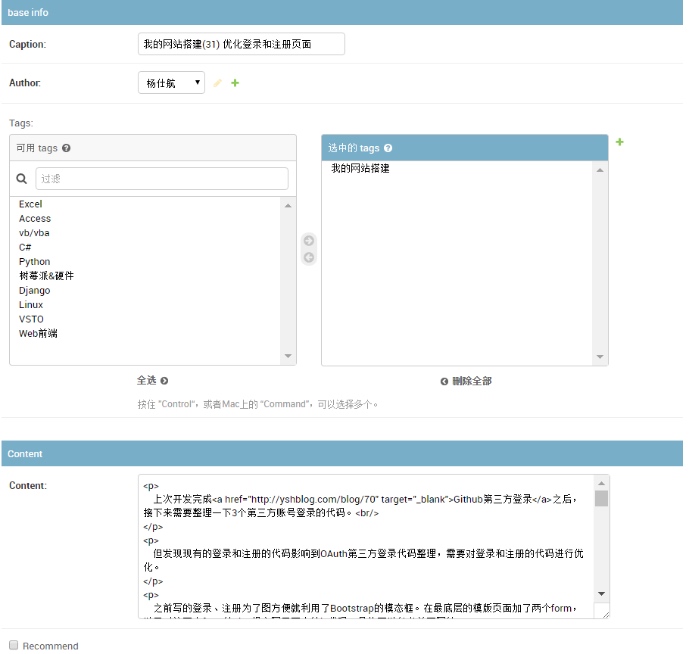 base info
Caption:
我的网站搭建(31) 优化登录和注册页面
Author:
杨仕航
Tags:
可用 tags
选中的 tags
过滤
我的网站搭建
Excel
Access
vb/vba
C#
Python
树莓派&硬件
Django
Linux
VSTO
Web前端
全选
删除全部
按住 "Control"，或者Mac上的 "Command"，可以选择多个。
Content
Content:
<p>
上次开发完成<a href="http://yshblog.com/blog/70" target="_blank">Github第三方登录</a>之后，
接下来需要整理一下3个第三方账号登录的代码。<br/>
</p>
<p>
但发现现有的登录和注册的代码影响到OAuth第三方登录代码整理，需要对登录和注册的代码进行优
化。
</p>
<p>
之前写的登录、注册为了图方便就利用了Bootstrap的模态框。在最底层的模版页面加了两个form，
Recommend